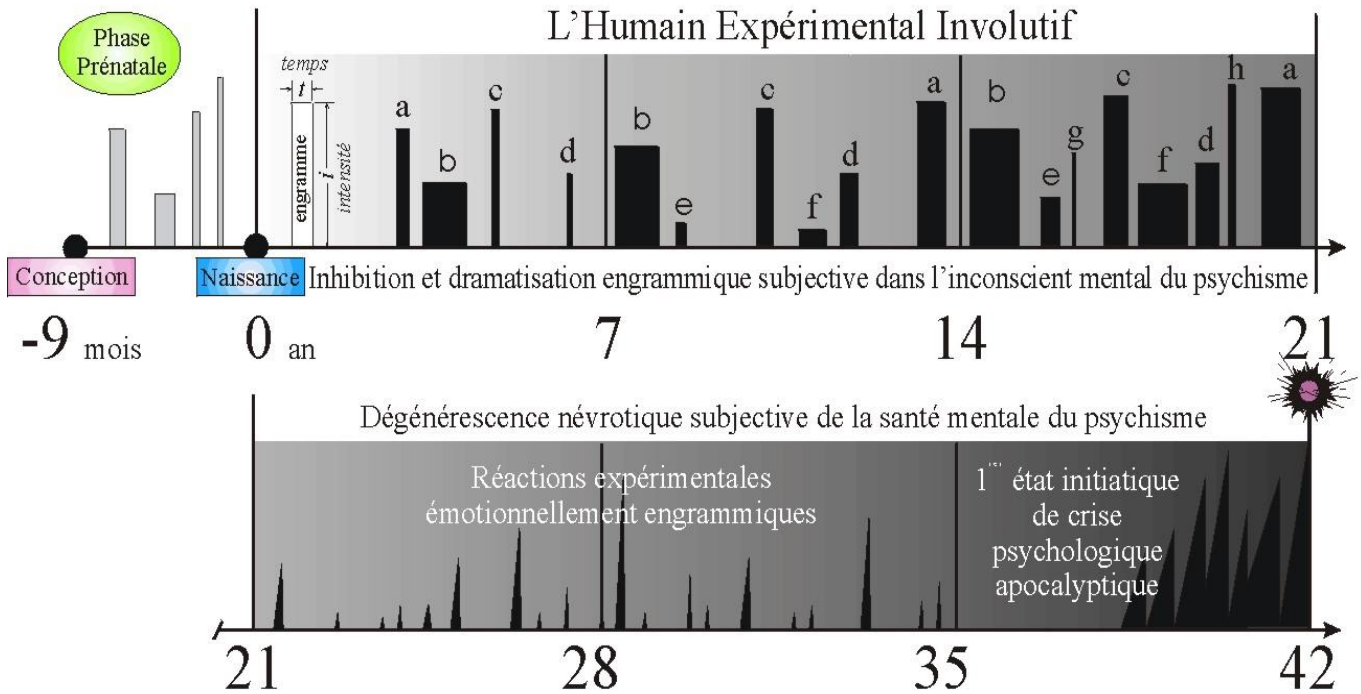 L'Humain Expérimental Involutif
Phase
Prénatale
temps
t
engramme
i
intensité
a
b
c
d
b
e
c
f
d
a
b
e
g
c
f
d
h
a
Conception
Naissance
Inhibition et dramatisation engrammique subjective dans l'inconscient mental du psychisme
-9 mois
0 an
7
14
21
Dégénérescence névrotique subjective de la santé mentale du psychisme
Réactions expérimentales
émotionnellement engrammiques
1er état initiatique
de crise
psychologique
apocalyptique
21
28
35
42